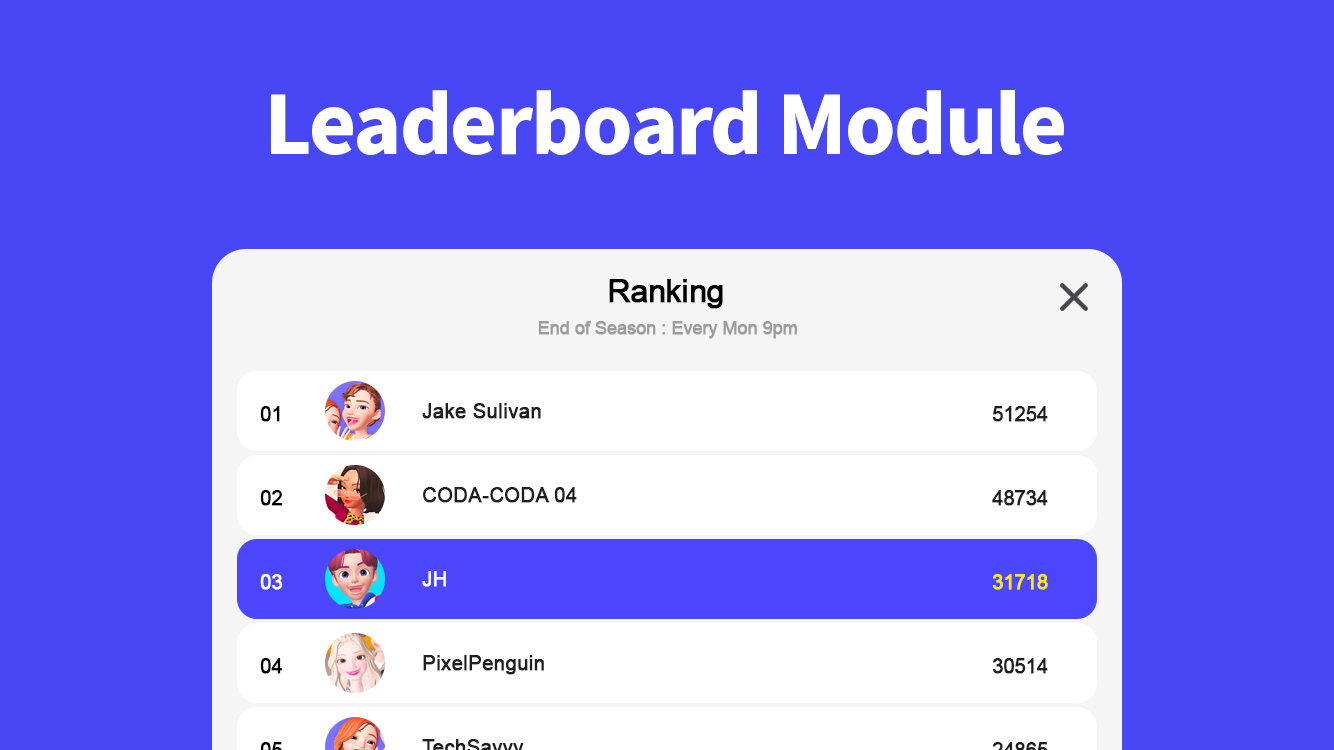 Leaderboard Module
Ranking
End of Season : Every Mon 9pm
01 Jake Sulivan 51254
02 CODA-CODA 04 48734
03 JH 31718
04 PixelPenguin 30514
05 TechSavvy 24865